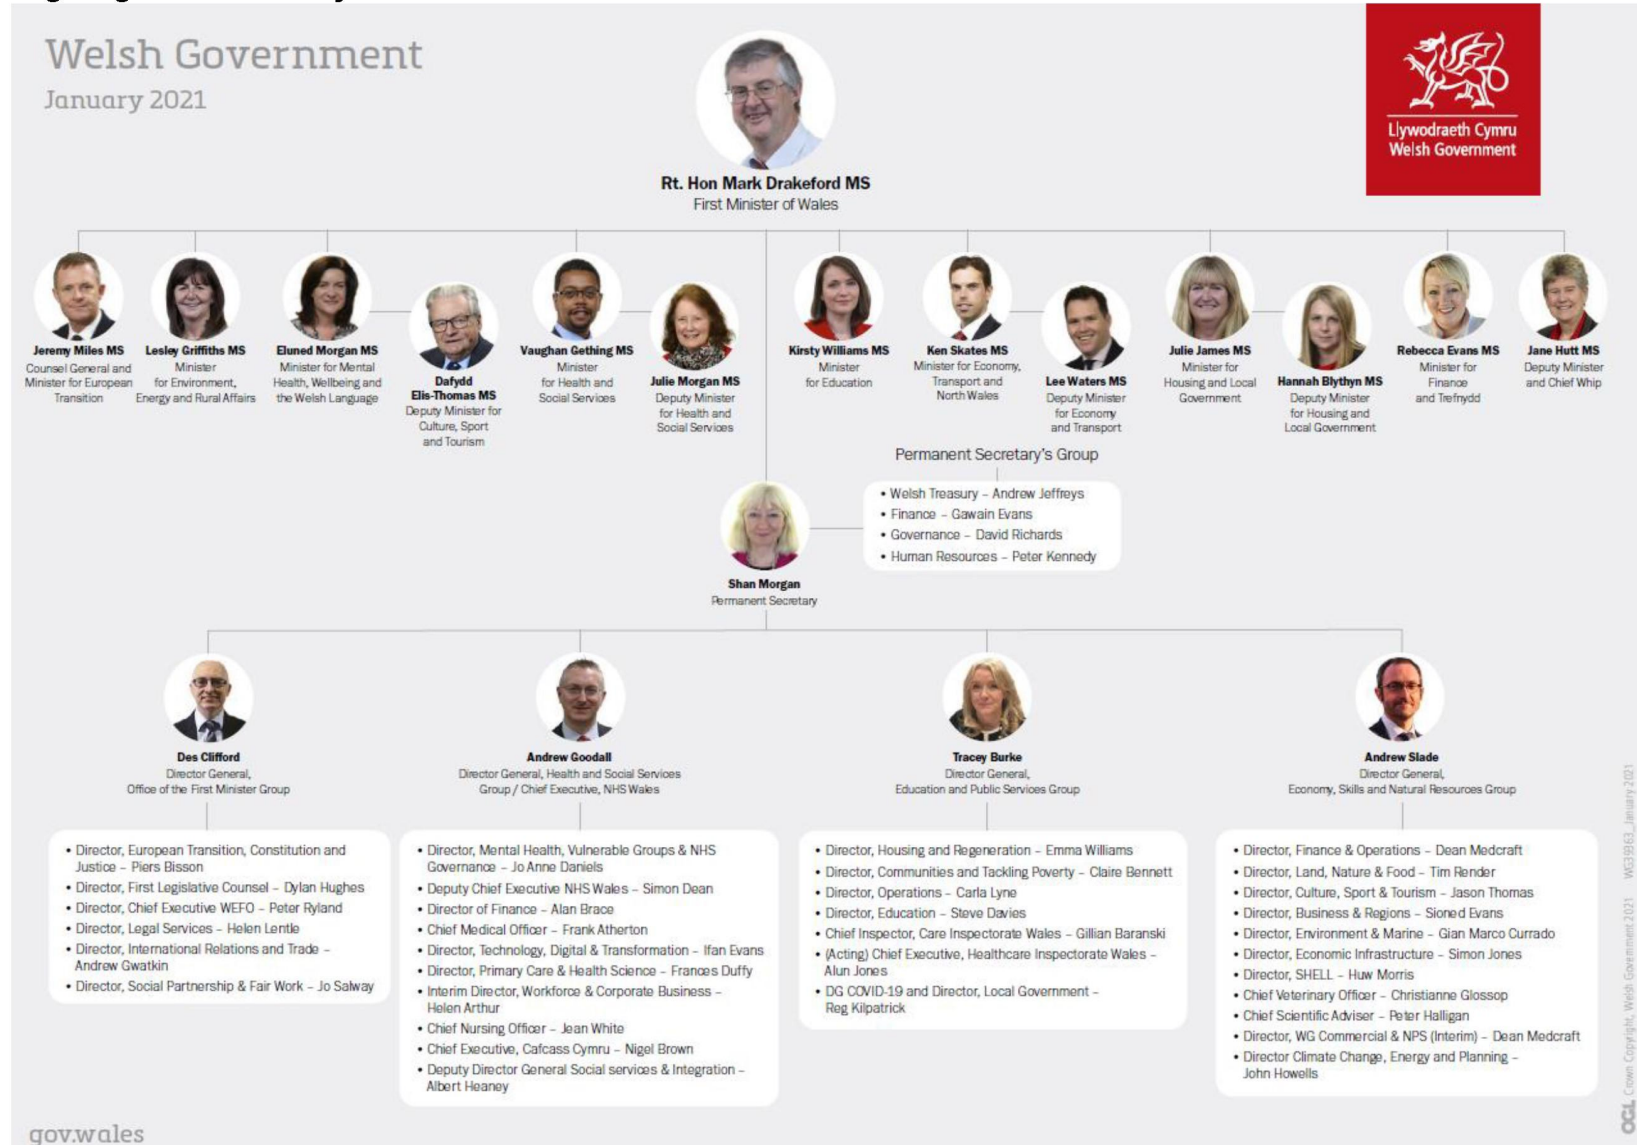 Welsh Government
January 2021
Llywodraeth Cymru
Welsh Government
Rt. Hon Mark Drakeford MS
First Minister of Wales
Jeremy Miles MS
Counsel General and
Minister for European
Transition
Lesley Griffiths MS
Minister
for Environment,
Energy and Rural Affairs
Eluned Morgan MS
Minister for Mental
Health, Wellbeing and
the Welsh Language
Dafydd
Elis-Thomas MS
Deputy Minister for
Culture, Sport
and Tourism
Vaughan Gething MS
Minister
for Health and
Social Services
Julie Morgan MS
Deputy Minister
for Health and
Social Services
Kirsty Williams MS
Minister
for Education
Ken Skates MS
Minister for Economy,
Transport and
North Wales
Lee Waters MS
Deputy Minister
for Economy
and Transport
Julie James MS
Minister for
Housing and Local
Government
Hannah Blythyn MS
Deputy Minister
for Housing and
Local Government
Rebecca Evans MS
Minister for
Finance
and Trefnydd
Jane Hutt MS
Deputy Minister
and Chief Whip
Permanent Secretary's Group
• Welsh Treasury – Andrew Jeffreys
• Finance – Gawain Evans
• Governance – David Richards
• Human Resources – Peter Kennedy
Shan Morgan
Permanent Secretary
Des Clifford
Director General,
Office of the First Minister Group
• Director, European Transition, Constitution and
Justice – Piers Bisson
• Director, First Legislative Counsel – Dylan Hughes
• Director, Chief Executive WEFO – Peter Ryland
• Director, Legal Services – Helen Lentle
• Director, International Relations and Trade –
Andrew Gwatkin
• Director, Social Partnership & Fair Work – Jo Salway
Andrew Goodall
Director General, Health and Social Services
Group / Chief Executive, NHS Wales
• Director, Mental Health, Vulnerable Groups & NHS
Governance – Jo Anne Daniels
• Deputy Chief Executive NHS Wales – Simon Dean
• Director of Finance – Alan Brace
• Chief Medical Officer – Frank Atherton
• Director, Technology, Digital & Transformation – Ifan Evans
• Director, Primary Care & Health Science – Frances Duffy
• Interim Director, Workforce & Corporate Business –
Helen Arthur
• Chief Nursing Officer – Jean White
• Chief Executive, Cafcass Cymru – Nigel Brown
• Deputy Director General Social services & Integration –
Albert Heaney
Tracey Burke
Director General,
Education and Public Services Group
• Director, Housing and Regeneration – Emma Williams
• Director, Communities and Tackling Poverty – Claire Bennett
• Director, Operations – Carla Lyne
• Director, Education – Steve Davies
• Chief Inspector, Care Inspectorate Wales – Gillian Baranski
• (Acting) Chief Executive, Healthcare Inspectorate Wales –
Alun Jones
• DG COVID-19 and Director, Local Government –
Reg Kilpatrick
Andrew Slade
Director General,
Economy, Skills and Natural Resources Group
• Director, Finance & Operations – Dean Medcraft
• Director, Land, Nature & Food – Tim Render
• Director, Culture, Sport & Tourism – Jason Thomas
• Director, Business & Regions – Sioned Evans
• Director, Environment & Marine – Gian Marco Currado
• Director, Economic Infrastructure – Simon Jones
• Director, SHELL – Huw Morris
• Chief Veterinary Officer – Christianne Glossop
• Chief Scientific Adviser – Peter Halligan
• Director, WG Commercial & NPS (Interim) – Dean Medcraft
• Director Climate Change, Energy and Planning –
John Howells
gov.wales
OGL Crown Copyright, Welsh Government 2021 January 2021